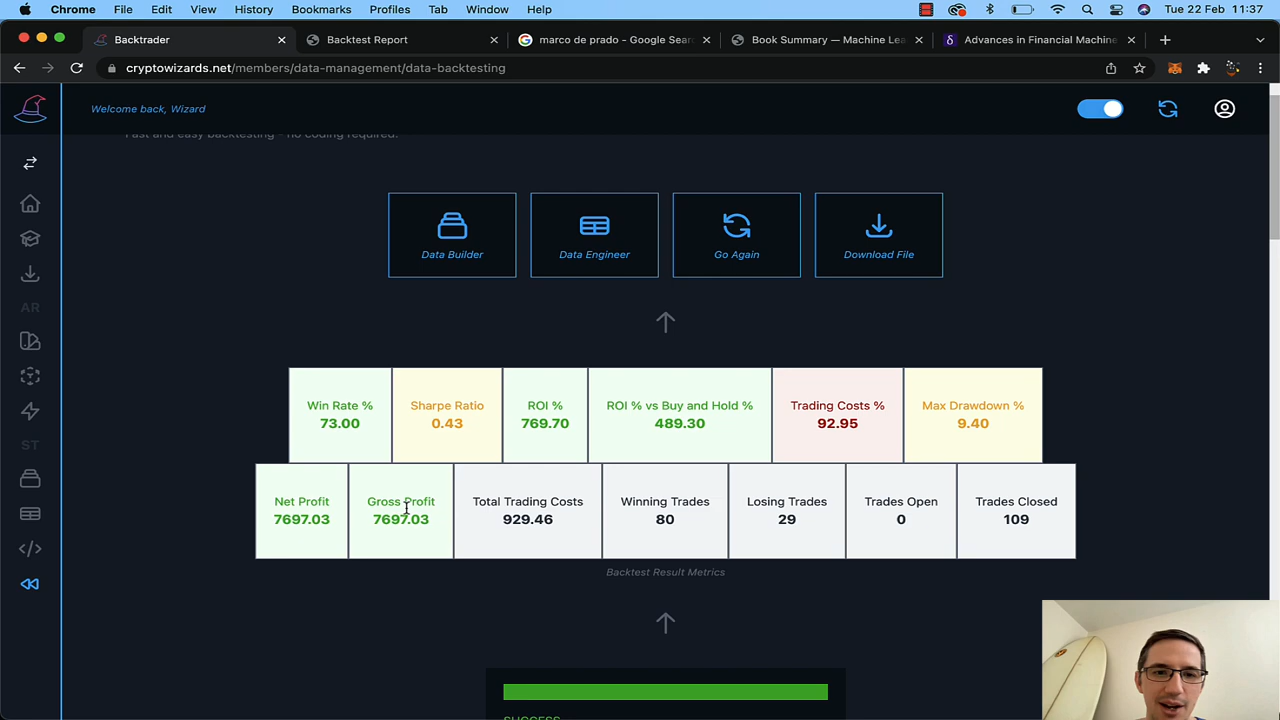 Chrome File Edit View History Bookmarks Profiles Tab Window Help Tue 22 Feb 11:37
Backtrader Backtest Report marco de prado - Google Sear Book Summary — Machine Lea Advances in Financial Machine
cryptowizards.net/members/data-management/data-backtesting
Welcome back, Wizard
Fast and easy backtesting - no coding required.
Data Builder Data Engineer Go Again Download File
AR
ST
Win Rate % Sharpe Ratio ROI % ROI % vs Buy and Hold % Trading Costs % Max Drawdown %
73.00 0.43 769.70 489.30 92.95 9.40
Net Profit Gross Profit Total Trading Costs Winning Trades Losing Trades Trades Open Trades Closed
7697.03 7697.03 929.46 80 29 0 109
Backtest Result Metrics
SUCCESS